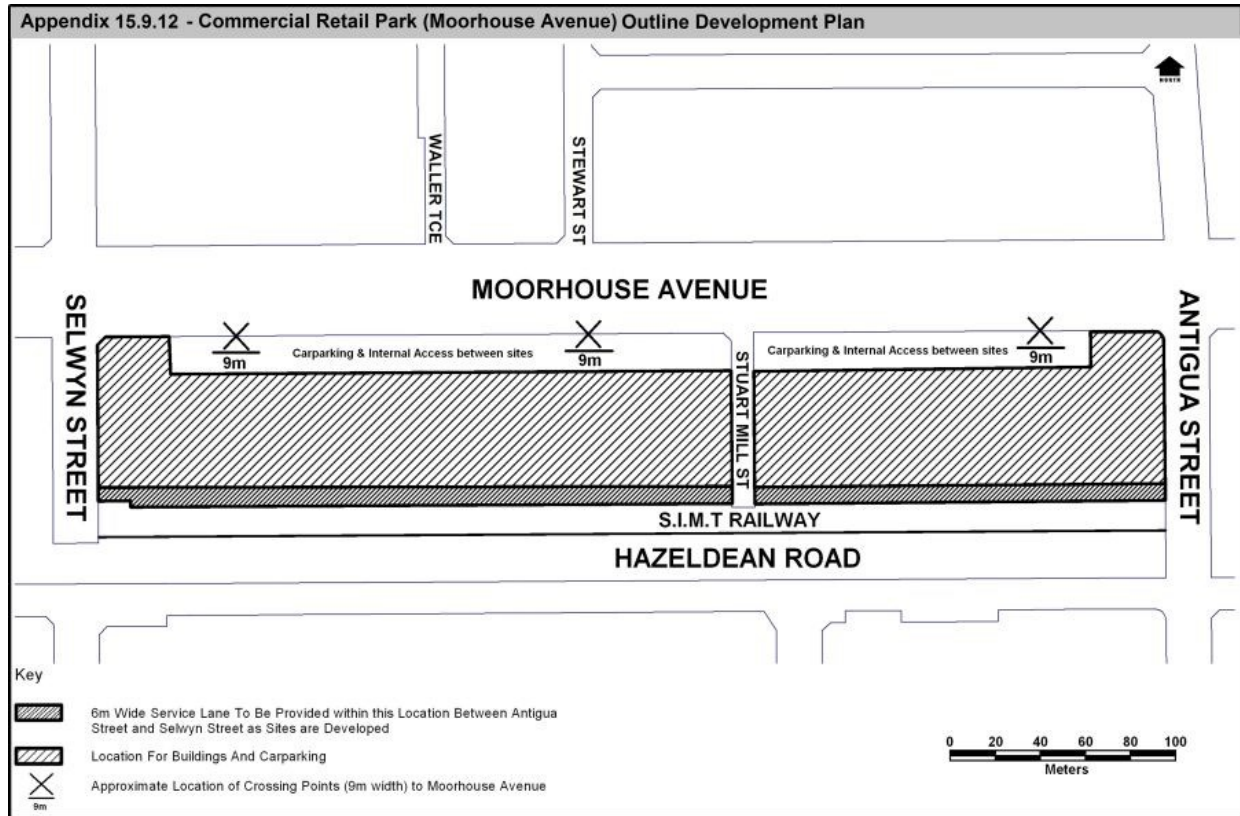 Appendix 15.9.12 - Commercial Retail Park (Moorhouse Avenue) Outline Development Plan
NORTH
WALLER TCE
STEWART ST
MOORHOUSE AVENUE
SELWYN STREET
ANTIGUA STREET
9m
Carparking & Internal Access between sites
9m
STUART MILL ST
Carparking & Internal Access between sites
9m
S.I.M.T RAILWAY
HAZELDEAN ROAD
Key
6m Wide Service Lane To Be Provided within this Location Between Antigua
Street and Selwyn Street as Sites are Developed
Location For Buildings And Carparking
Approximate Location of Crossing Points (9m width) to Moorhouse Avenue
9m
0 20 40 60 80 100
Meters